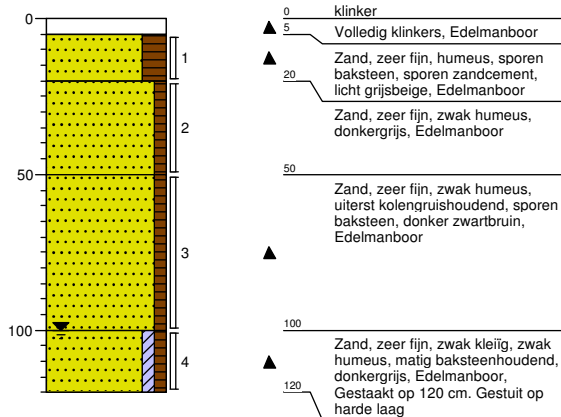 0
50
100
1
2
3
4
0
klinker
5
Volledig klinkers, Edelmanboor
Zand, zeer fijn, humeus, sporen
baksteen, sporen zandcement,
licht grijsbeige, Edelmanboor
20
Zand, zeer fijn, zwak humeus,
donkergrijs, Edelmanboor
50
Zand, zeer fijn, zwak humeus,
uiterst kolengruishoudend, sporen
baksteen, donker zwartbruin,
Edelmanboor
100
Zand, zeer fijn, zwak kleiïg, zwak
humeus, matig baksteenhoudend,
donkergrijs, Edelmanboor,
Gestaakt op 120 cm. Gestuit op
harde laag
120